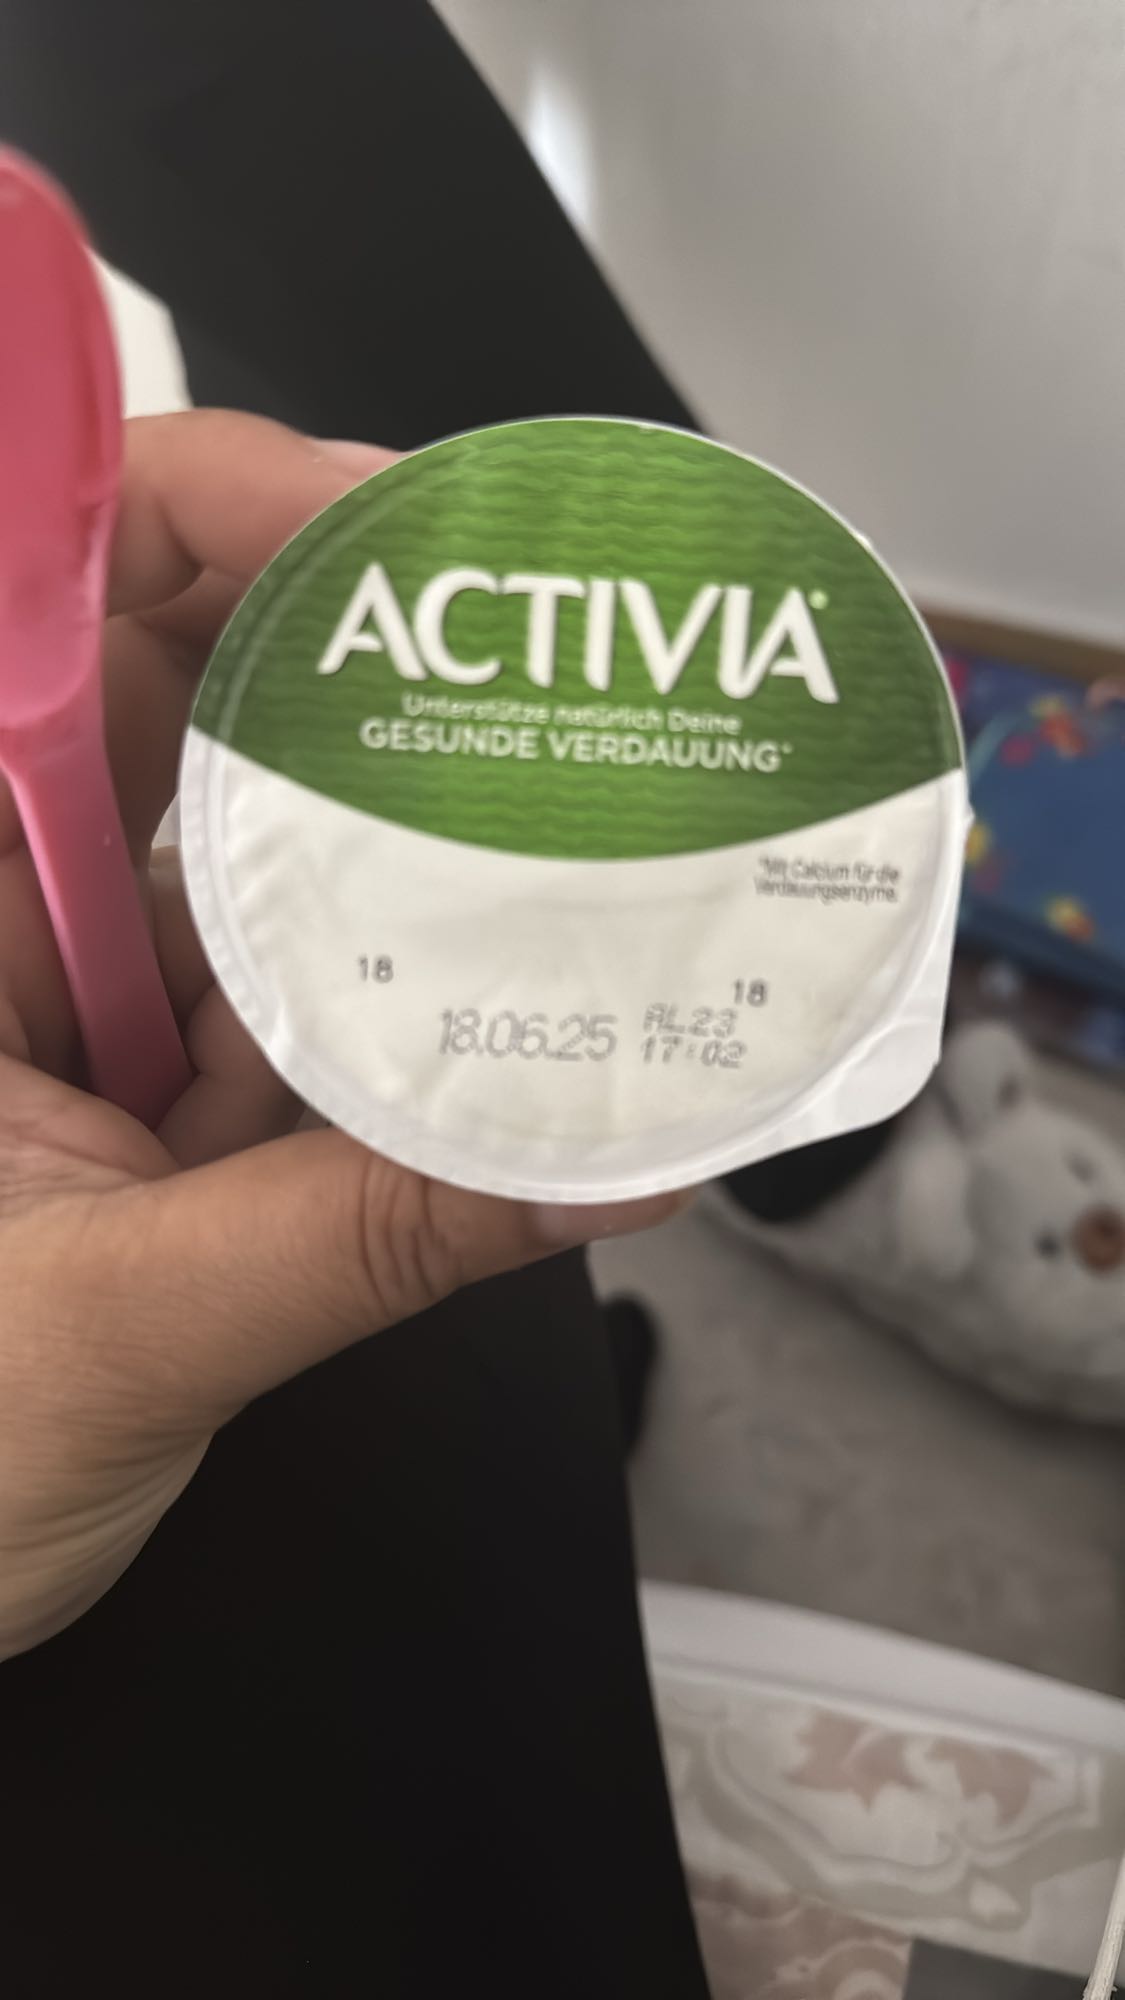 ACTIVIA
Unterstütze natürlich Deine
GESUNDE VERDAUUNG*
*Mit Calcium für die
Verdauungsenzyme.
18
18
18.06.25 AL23
17:02